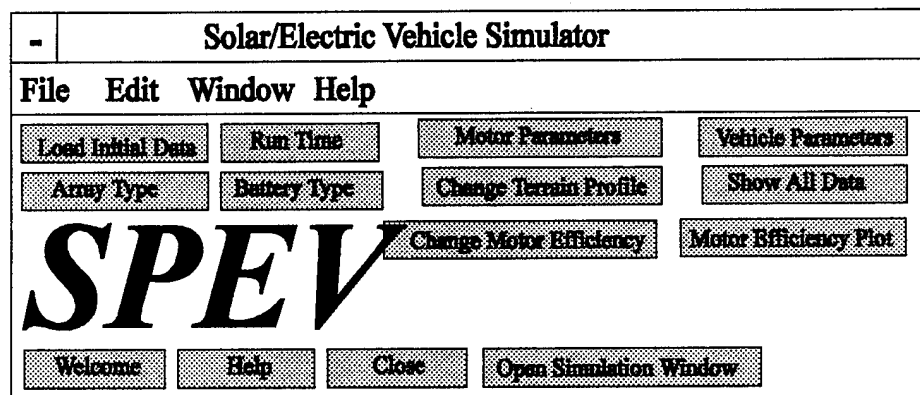 - Solar/Electric Vehicle Simulator
File Edit Window Help
Load Initial Data Run Time Motor Parameters Vehicle Parameters
Array Type Battery Type Change Terrain Profile Show All Data
SPEV Change Motor Efficiency Motor Efficiency Plot
Welcome Help Close Open Simulation Window